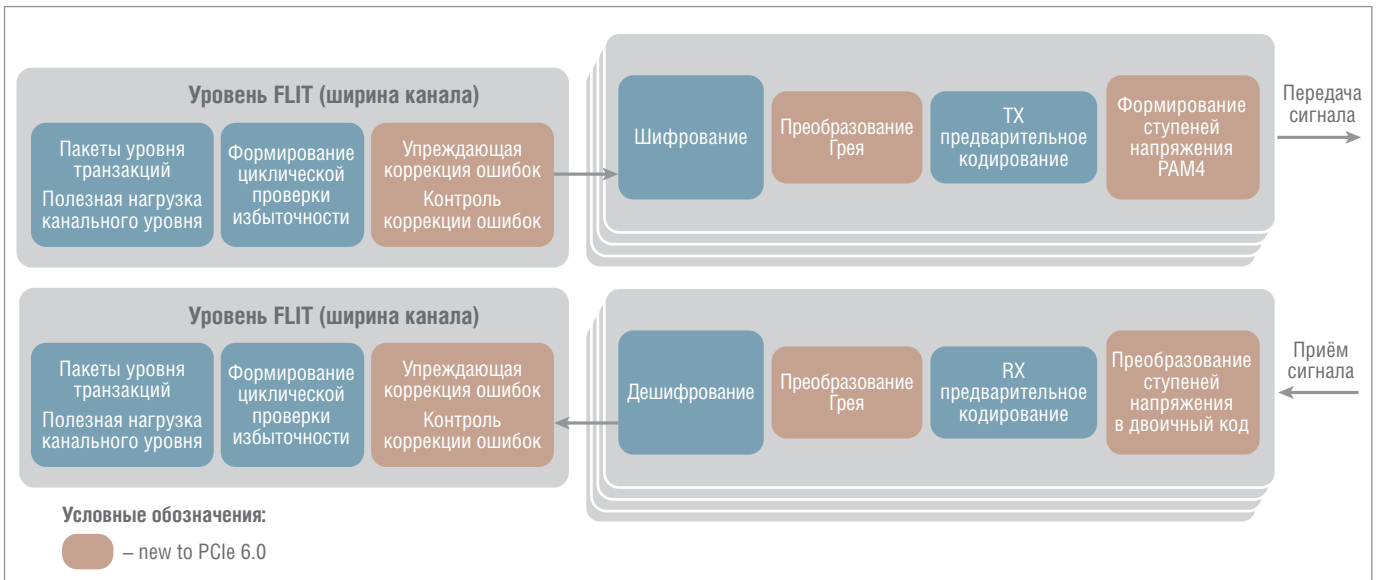 Уровень FLIT (ширина канала)
Пакеты уровня
транзакций
Полезная нагрузка
канального уровня
Формирование
циклической
проверки
избыточности
Упреждающая
коррекция ошибок
Контроль
коррекции ошибок
Шифрование
Преобразование
Грея
TX
предварительное
кодирование
Формирование
ступеней
напряжения
PAM4
Передача
сигнала
Уровень FLIT (ширина канала)
Пакеты уровня
транзакций
Полезная нагрузка
канального уровня
Формирование
циклической
проверки
избыточности
Упреждающая
коррекция ошибок
Контроль
коррекции ошибок
Дешифрование
Преобразование
Грея
RX
предварительное
кодирование
Преобразование
ступеней
напряжения
в двоичный код
Приём
сигнала
Условные обозначения:
– new to PCIe 6.0